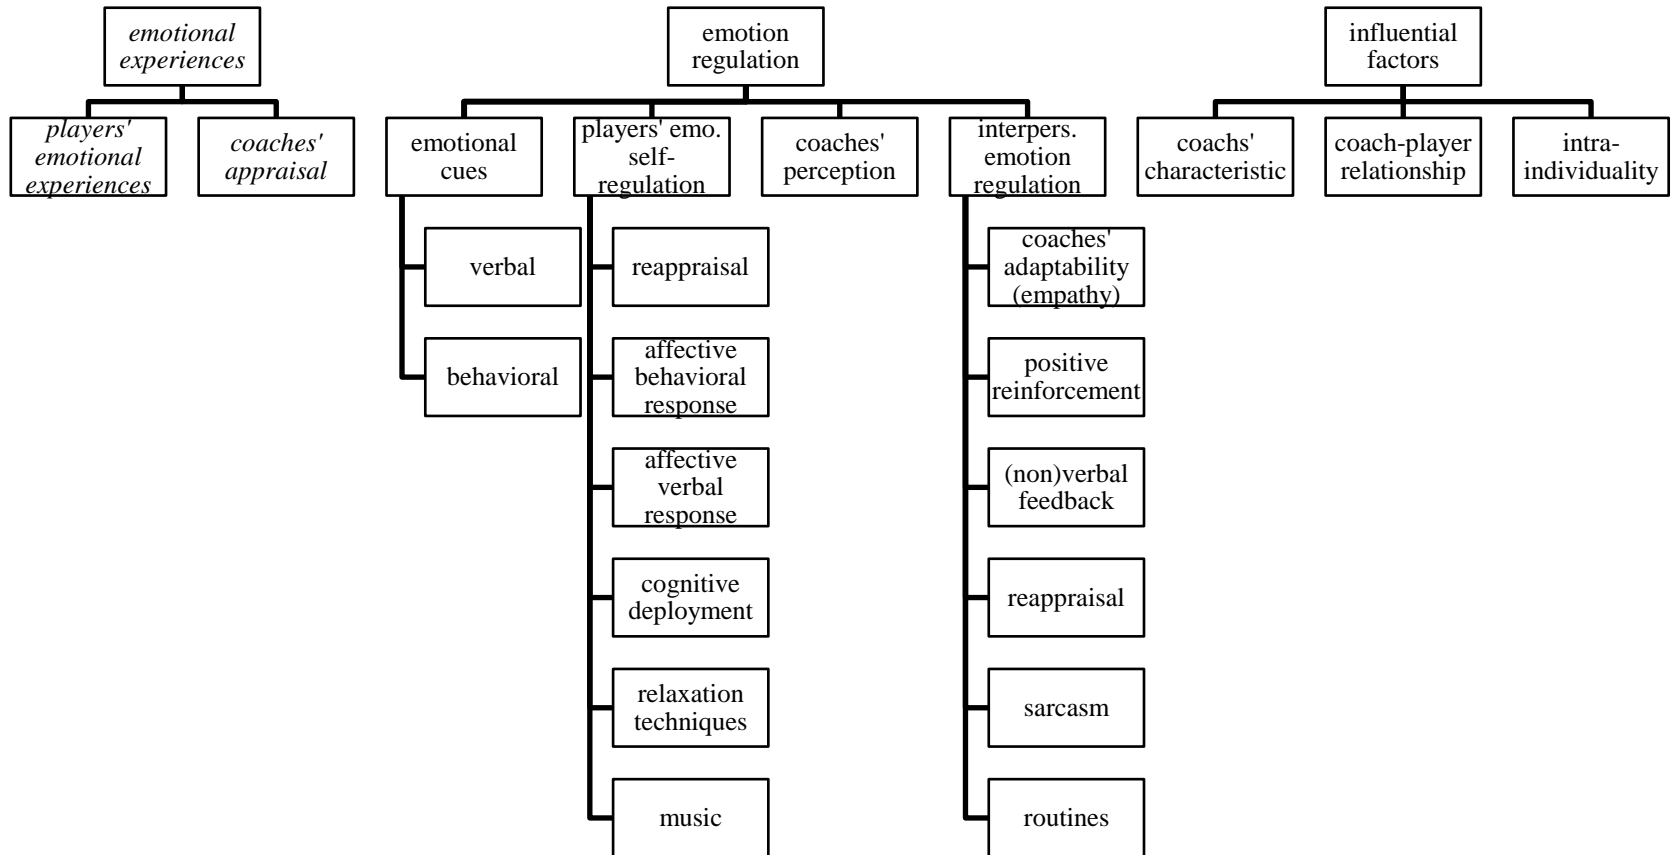 emotional
experiences
players'
emotional
experiences
coaches'
appraisal
emotion
regulation
emotional
cues
verbal
behavioral
players' emo.
self-
regulation
reappraisal
affective
behavioral
response
affective
verbal
response
cognitive
deployment
relaxation
techniques
music
coaches'
perception
interpers.
emotion
regulation
coaches'
adaptability
(empathy)
positive
reinforcement
(non)verbal
feedback
reappraisal
sarcasm
routines
influential
factors
coachs'
characteristic
coach-player
relationship
intra-
individuality